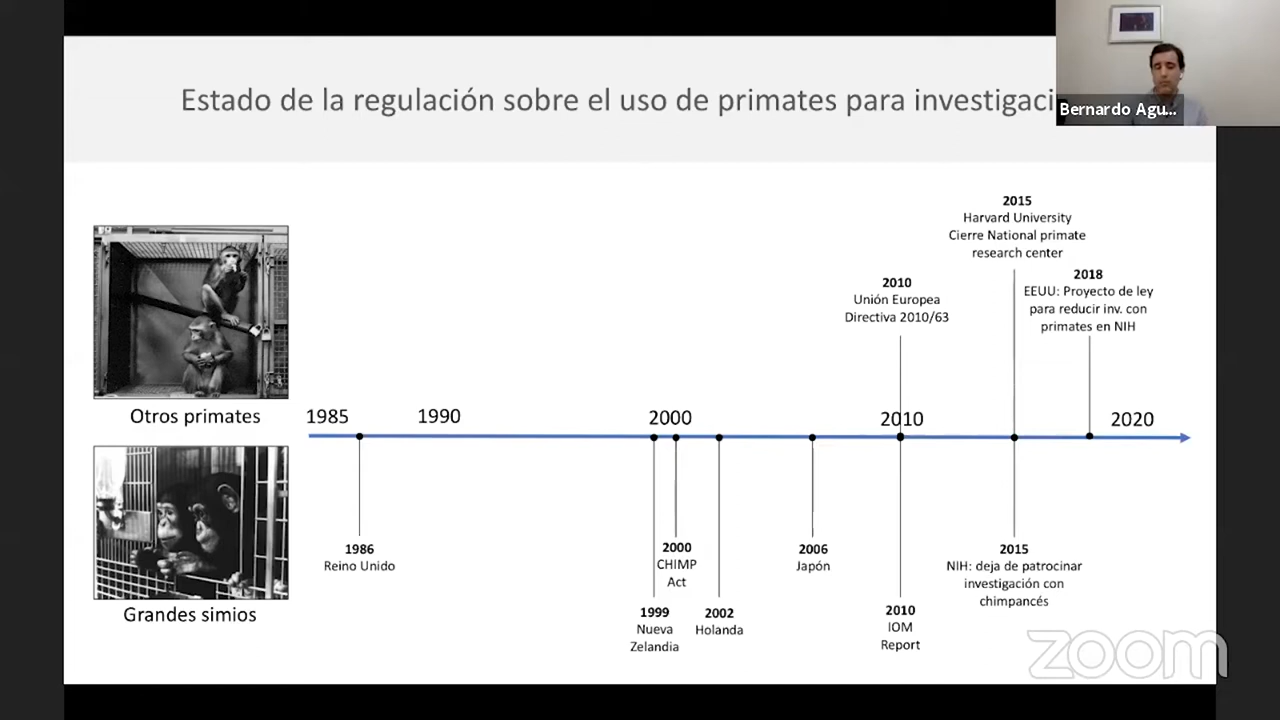 Estado de la regulación sobre el uso de primates para investigaci
Bernardo Agu...
2015
Harvard University
Cierre National primate
research center
2018
EEUU: Proyecto de ley
para reducir inv. con
primates en NIH
2010
Unión Europea
Directiva 2010/63
Otros primates
1985
1990
2000
2010
2020
Grandes simios
1986
Reino Unido
1999
Nueva
Zelandia
2000
CHIMP
Act
2002
Holanda
2006
Japón
2010
IOM
Report
2015
NIH: deja de patrocinar
investigación con
chimpancés
zoom